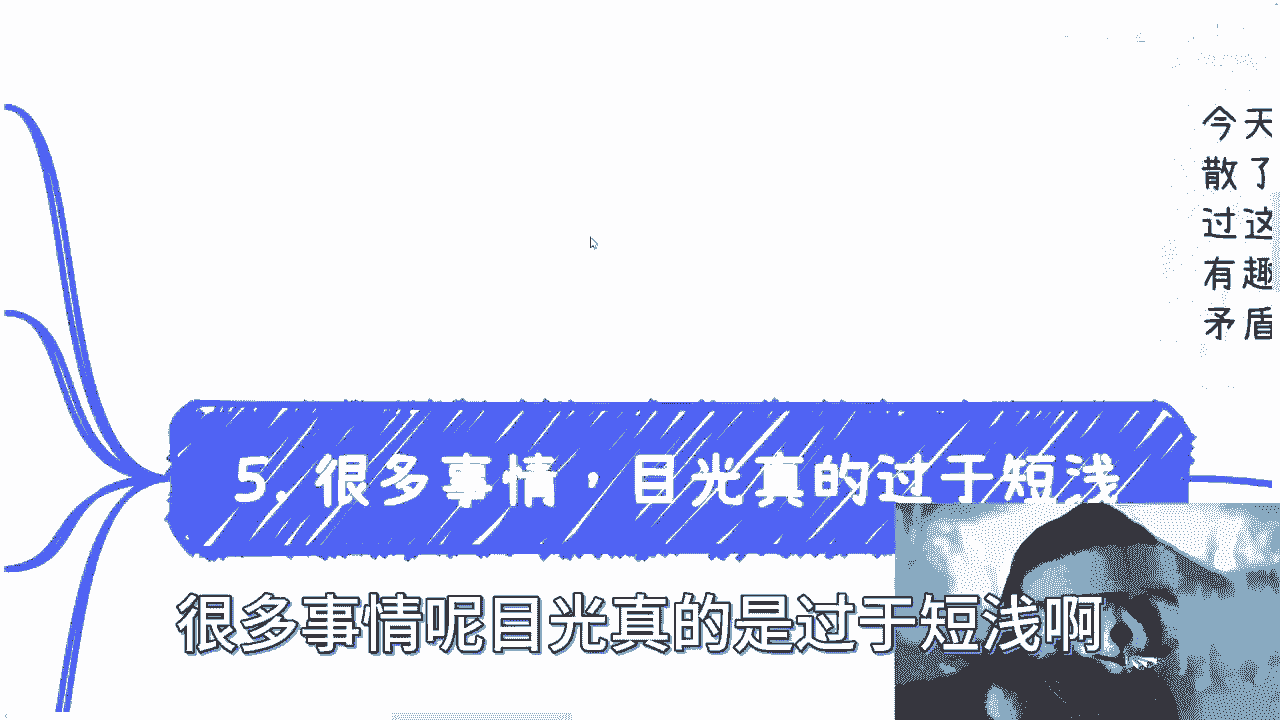 今天
散了
过这
有趣
矛盾
5. 很多事情，目光真的过于短浅
很多事情呢目光真的是过于短浅啊